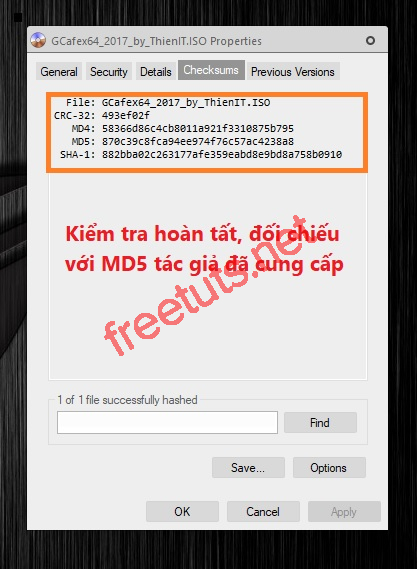 GCafex64_2017_by_ThienIT.ISO Properties
General Security Details Checksums Previous Versions
File: GCafex64_2017_by_ThienIT.ISO
CRC-32: 493ef02f
MD4: 58366d86c4cb8011a921f3310875b795
MD5: 870c39c8fca94ee974f76c57ac4238a8
SHA-1: 882bba02c263177afe359eabd8e9bd8a758b0910
Kiểm tra hoàn tất, đối chiếu
với MD5 tác giả đã cung cấp
freetuts.net
1 of 1 file successfully hashed
Find
Save... Options
OK Cancel Apply